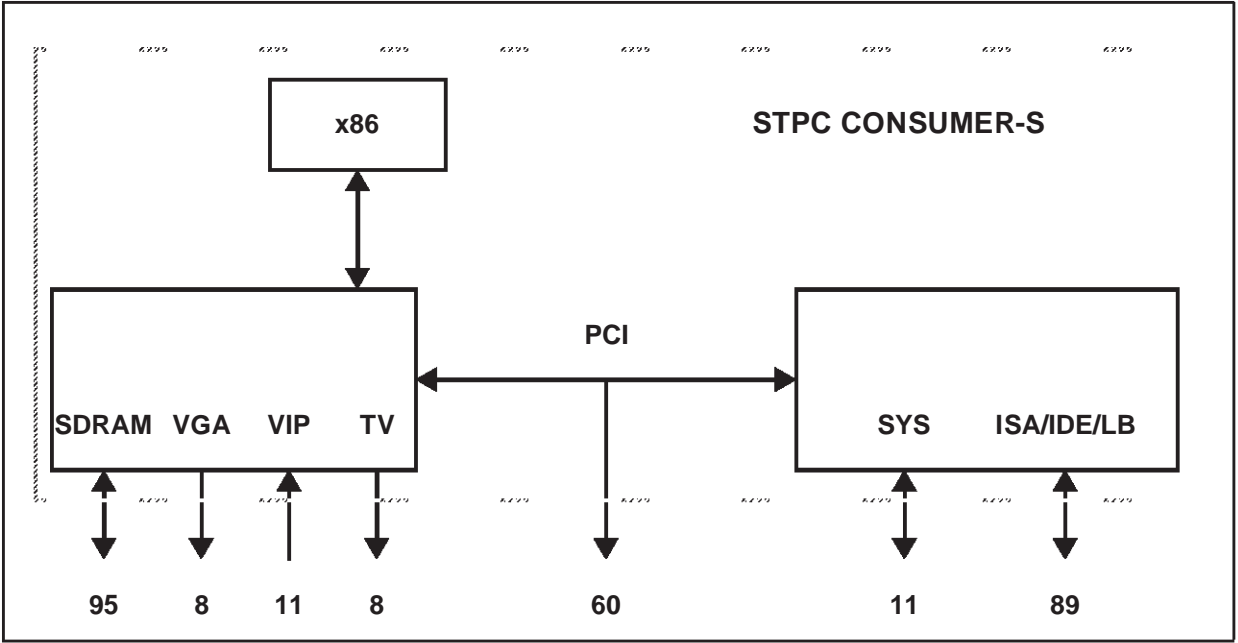 x86
STPC CONSUMER-S
PCI
SDRAM VGA VIP TV
SYS ISA/IDE/LB
95 8 11 8 60 11 89